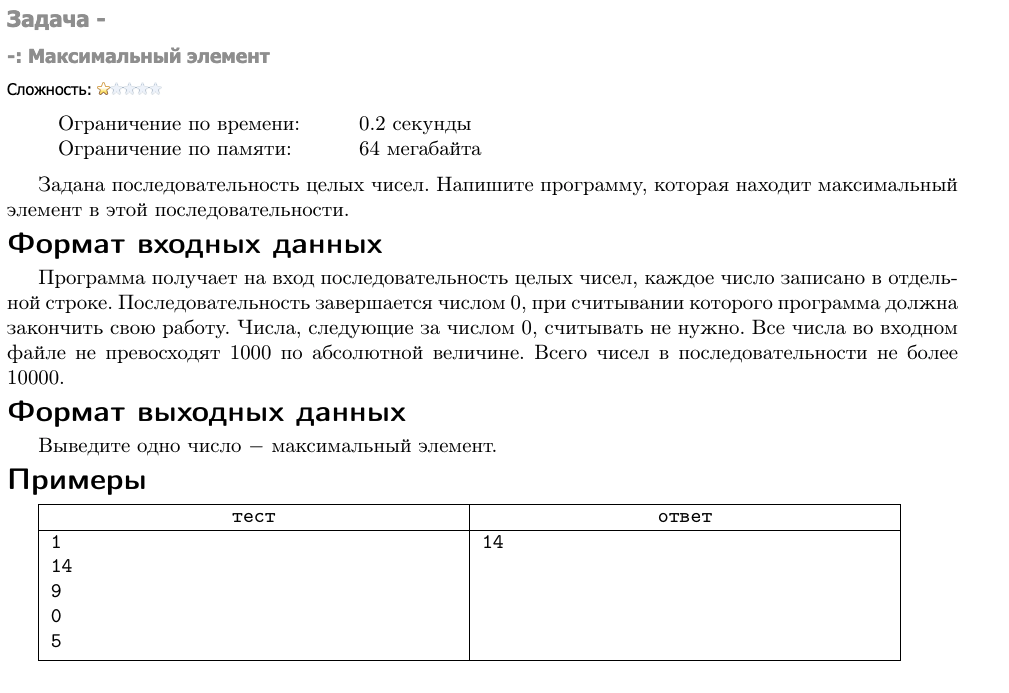 Задача -
-: Максимальный элемент
Сложность:
Ограничение по времени: 0.2 секунды
Ограничение по памяти: 64 мегабайта
Задана последовательность целых чисел. Напишите программу, которая находит максимальный
элемент в этой последовательности.
Формат входных данных
Программа получает на вход последовательность целых чисел, каждое число записано в отдель-
ной строке. Последовательность завершается числом 0, при считывании которого программа должна
закончить свою работу. Числа, следующие за числом 0, считывать не нужно. Все числа во входном
файле не превосходят 1000 по абсолютной величине. Всего чисел в последовательности не более
10000.
Формат выходных данных
Выведите одно число – максимальный элемент.
Примеры
тест ответ
1 14
14
9
0
5